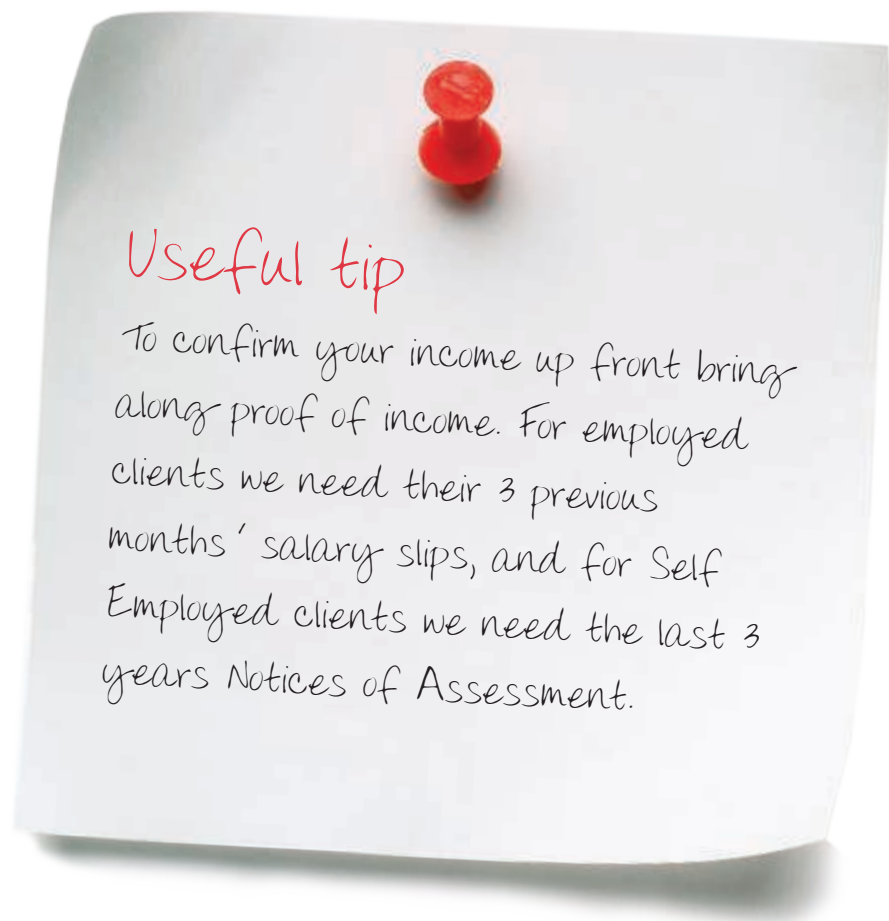 Useful tip
To confirm your income up front bring
along proof of income. For employed
clients we need their 3 previous
months' salary slips, and for Self
Employed clients we need the last 3
years Notices of Assessment.